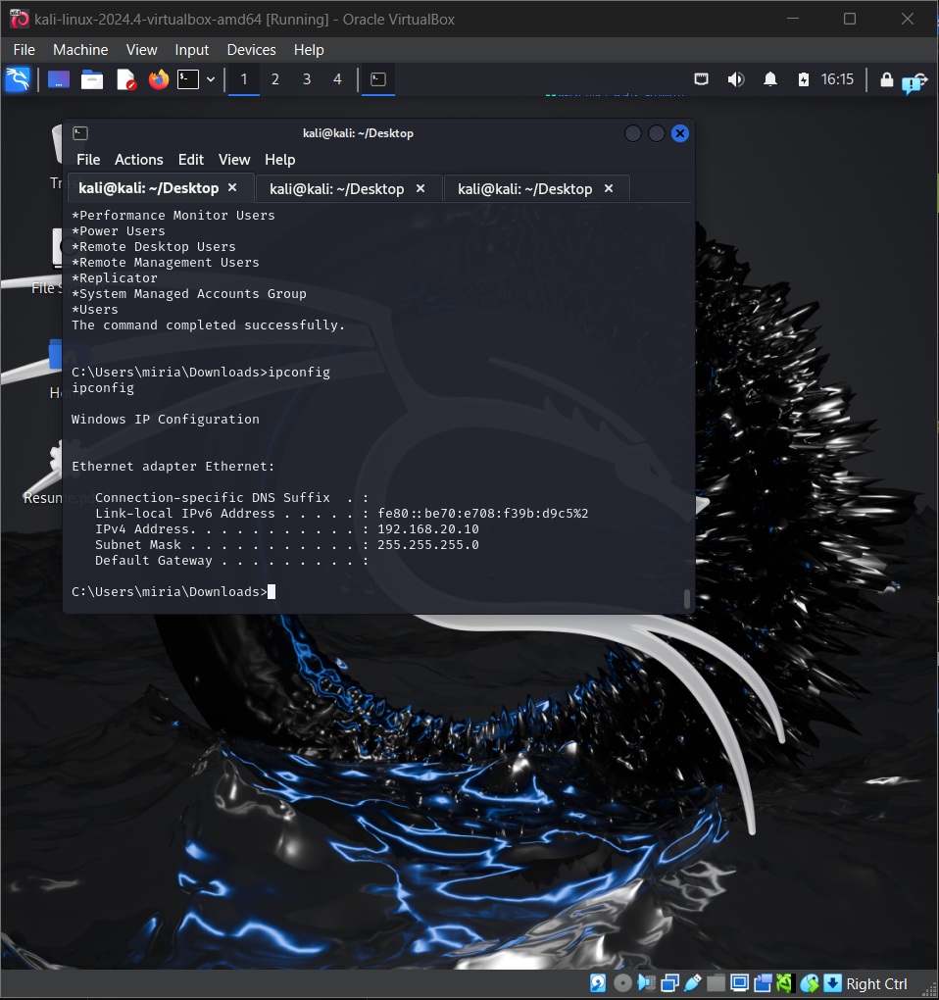 kali-linux-2024.4-virtualbox-amd64 [Running] - Oracle VirtualBox
File Machine View Input Devices Help
1 2 3 4 16:15
kali@kali: ~/Desktop
File Actions Edit View Help
kali@kali: ~/Desktop kali@kali: ~/Desktop kali@kali: ~/Desktop
*Performance Monitor Users
*Power Users
*Remote Desktop Users
*Remote Management Users
*Replicator
*System Managed Accounts Group
*Users
The command completed successfully.
C:\Users\miria\Downloads>ipconfig
ipconfig
Windows IP Configuration
Ethernet adapter Ethernet:
Connection-specific DNS Suffix . :
Link-local IPv6 Address . . . . . : fe80::be70:e708:f39b:d9c5%2
IPv4 Address. . . . . . . . . . . : 192.168.20.10
Subnet Mask . . . . . . . . . . . : 255.255.255.0
Default Gateway . . . . . . . . . :
C:\Users\miria\Downloads>
File S
Resume.pd
Right Ctrl